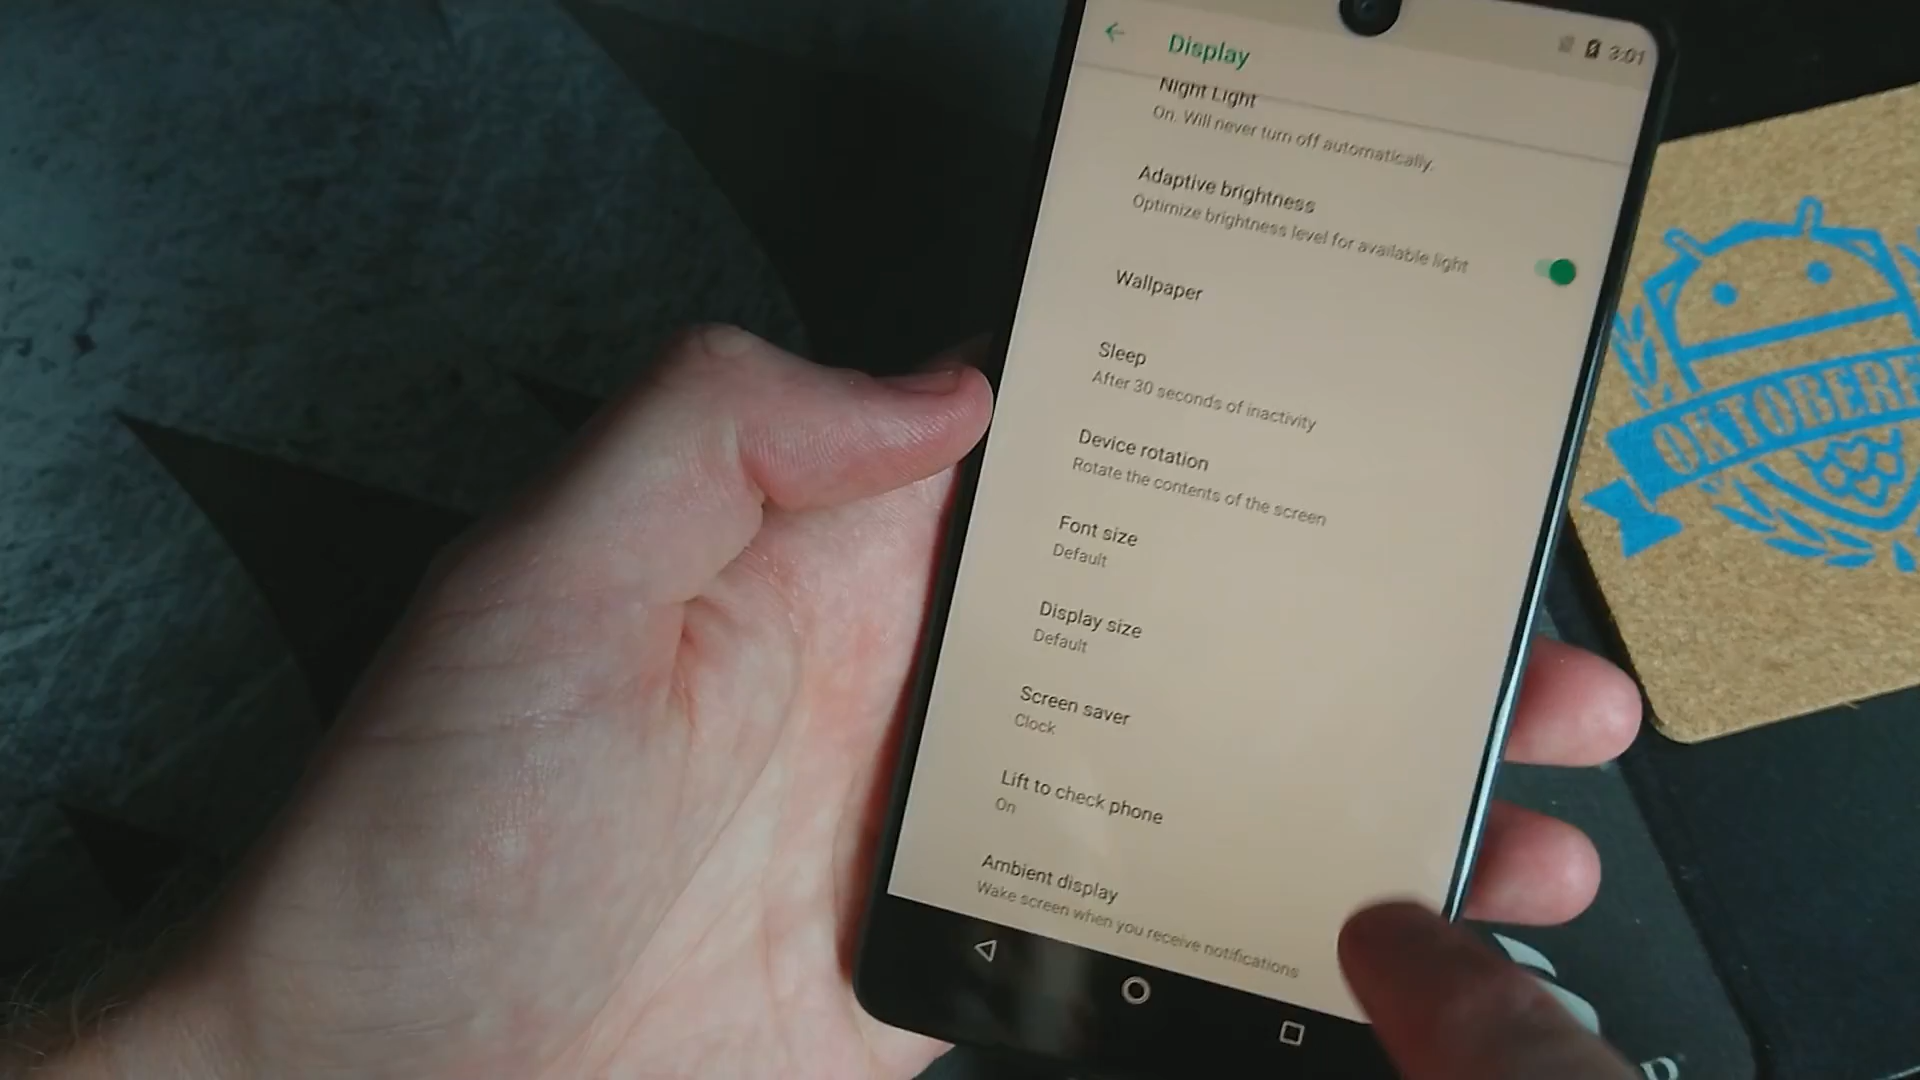 3:01
Display
Night Light
On. Will never turn off automatically.
Adaptive brightness
Optimize brightness level for available light
Wallpaper
Sleep
After 30 seconds of inactivity
Device rotation
Rotate the contents of the screen
Font size
Default
Display size
Default
Screen saver
Clock
Lift to check phone
On
Ambient display
Wake screen when you receive notifications